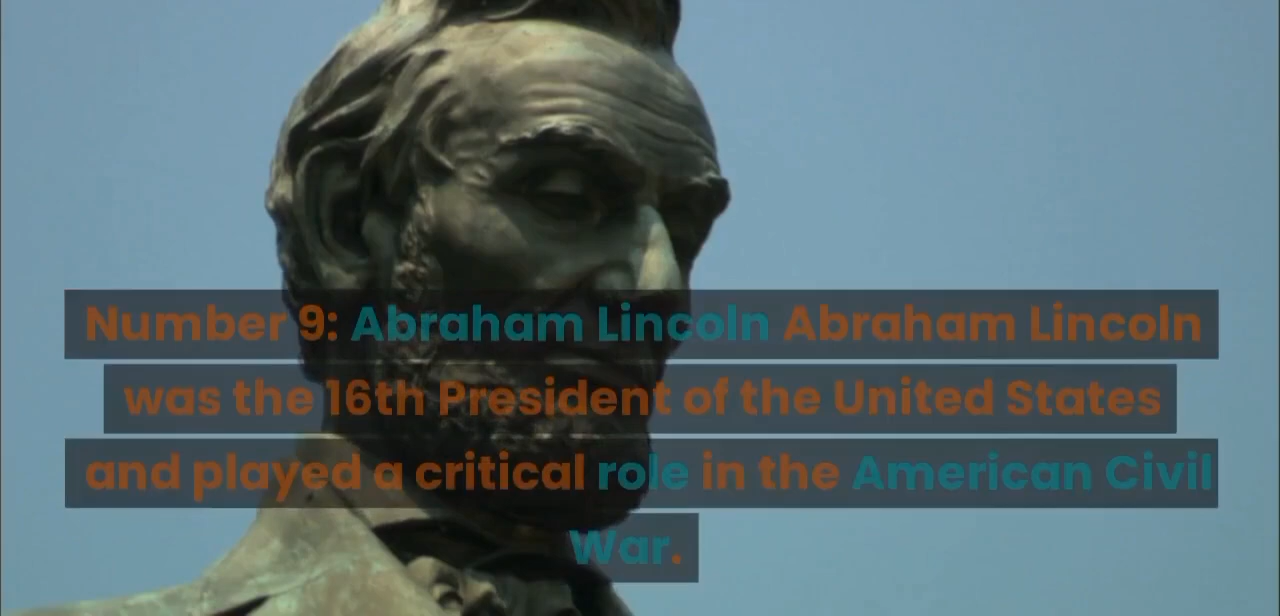 Number 9: Abraham Lincoln Abraham Lincoln
was the 16th President of the United States
and played a critical role in the American Civil
War.